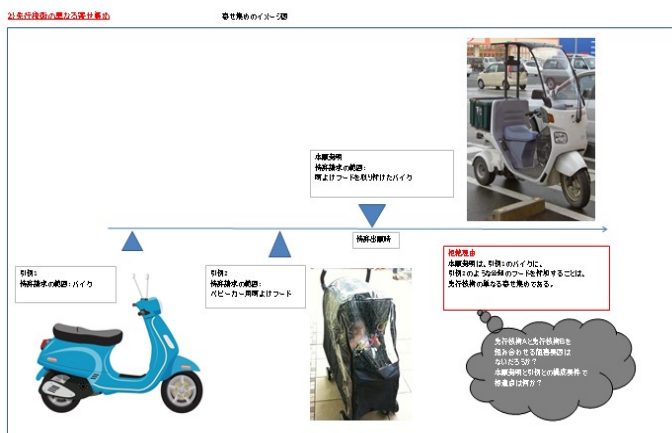 2)先行技術の単なる寄せ集め
寄せ集めのイメージ図
本願発明
特許請求の範囲:
雨よけフードを取り付けたバイク
特許出願時
引例1
特許請求の範囲:バイク
引例2
特許請求の範囲:
ベビーカー用雨よけフード
拒絶理由
本願発明は、引例1のバイクに、
引例2のような公知のフードを付加することは、
先行技術の単なる寄せ集めである。
先行技術Aと先行技術Bを
組み合わせる阻害要因は
ないだろうか?
本願発明と引例との構成要件で
相違点は何か?